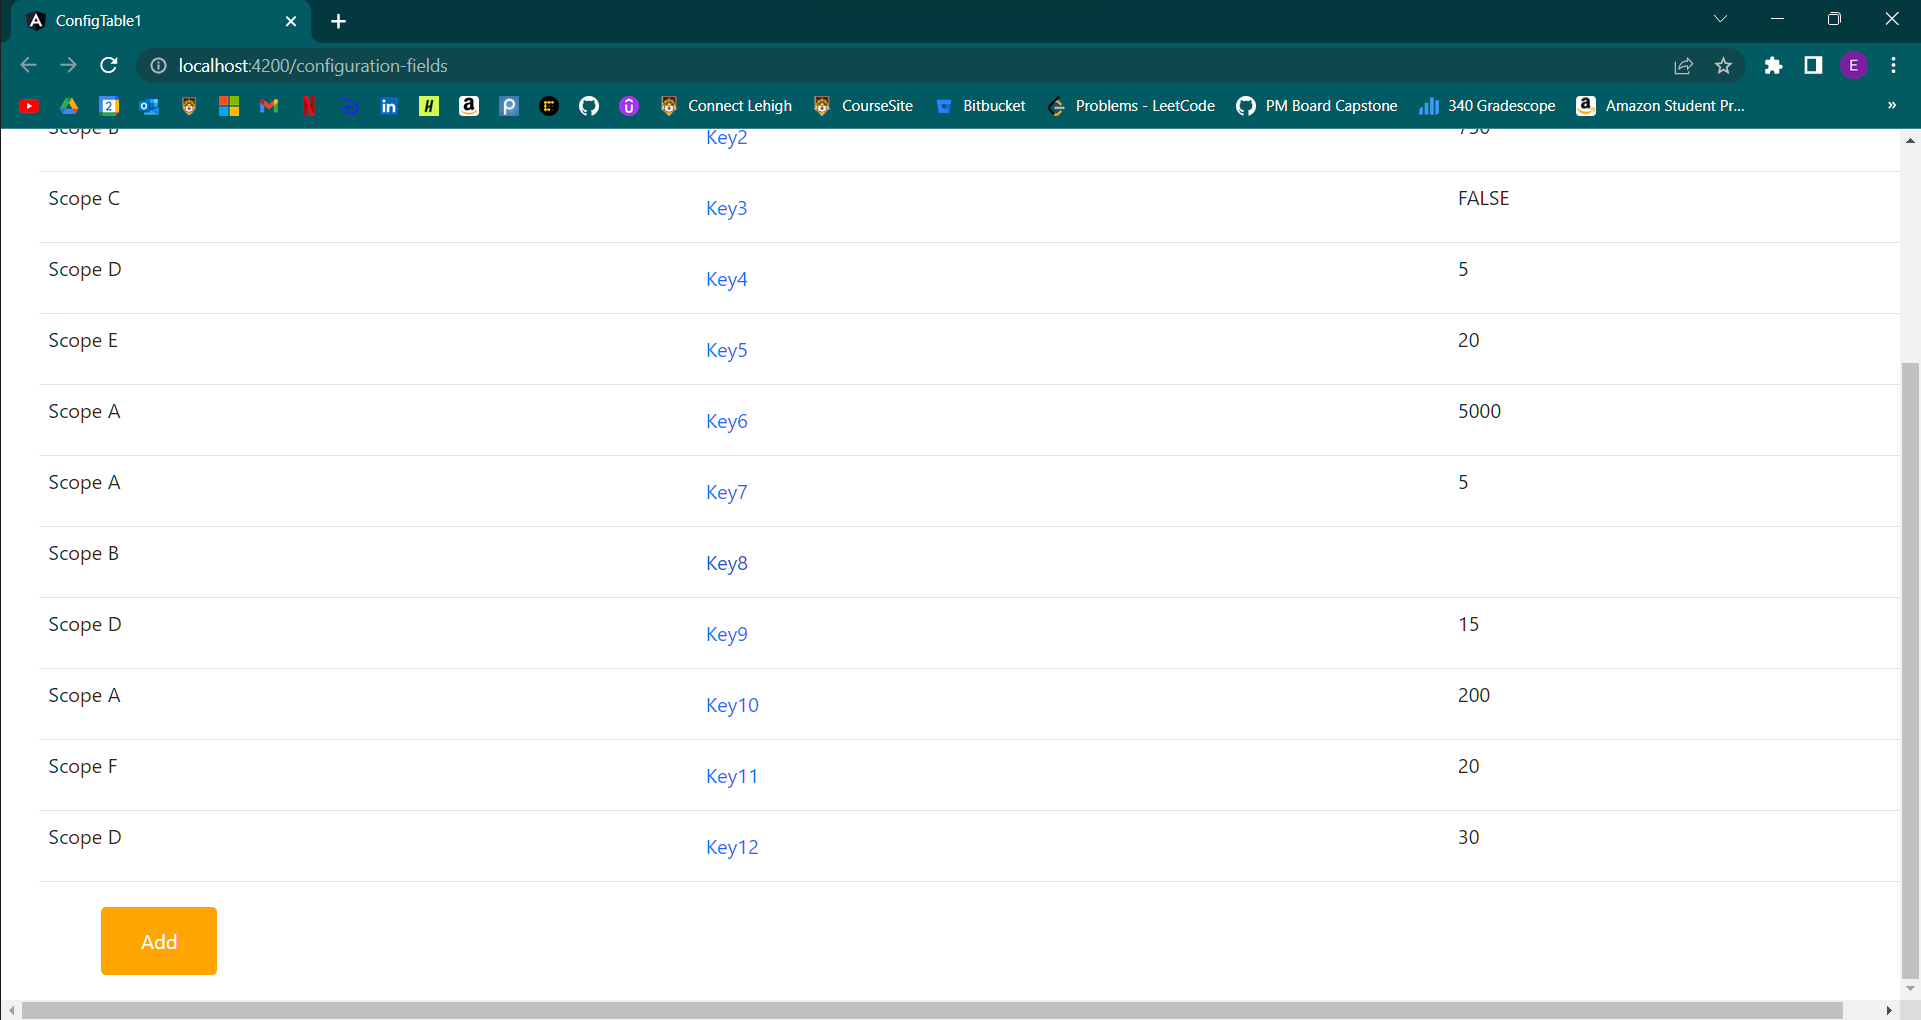 ConfigTable1
localhost:4200/configuration-fields
E
Connect Lehigh
CourseSite
Bitbucket
Problems - LeetCode
PM Board Capstone
340 Gradescope
Amazon Student Pr...
Scope B Key2 750
Scope C Key3 FALSE
Scope D Key4 5
Scope E Key5 20
Scope A Key6 5000
Scope A Key7 5
Scope B Key8
Scope D Key9 15
Scope A Key10 200
Scope F Key11 20
Scope D Key12 30
Add